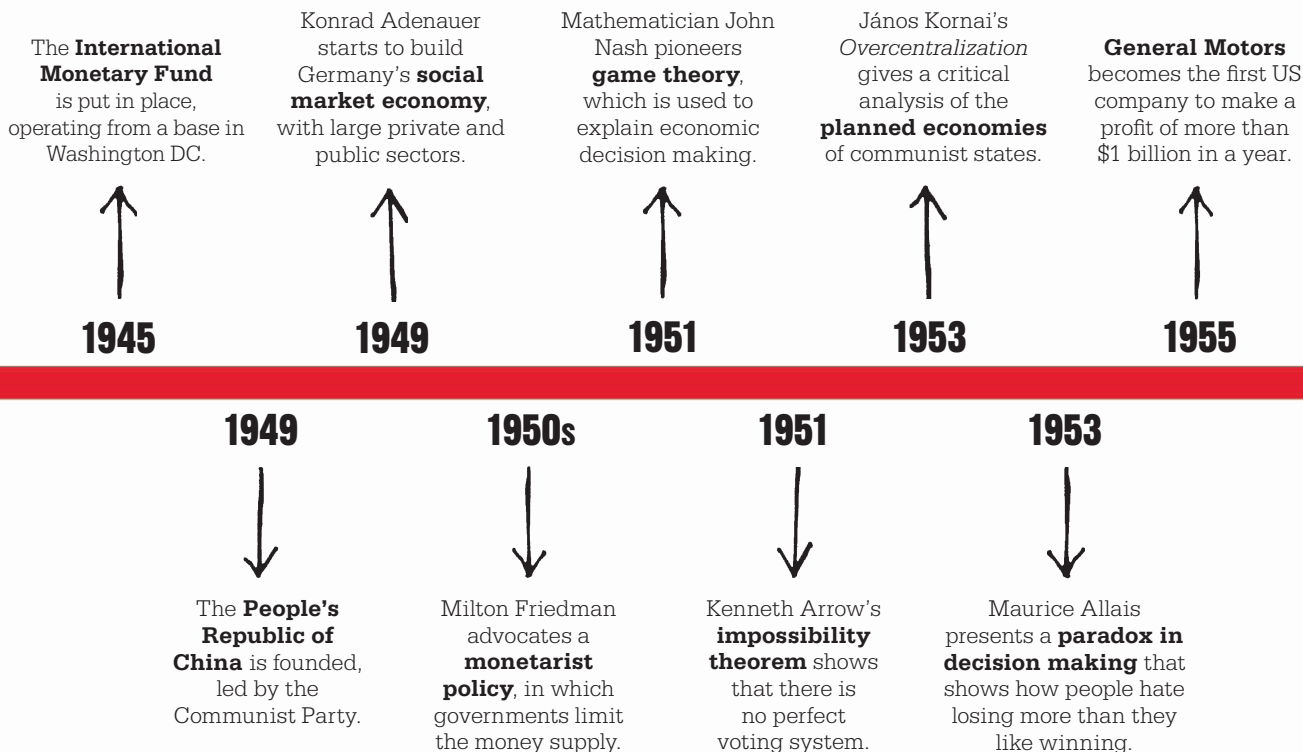 The International
Monetary Fund
is put in place,
operating from a base in
Washington DC.
1945
Konrad Adenauer
starts to build
Germany’s social
market economy,
with large private and
public sectors.
1949
Mathematician John
Nash pioneers
game theory,
which is used to
explain economic
decision making.
1951
János Kornai’s
Overcentralization
gives a critical
analysis of the
planned economies
of communist states.
1953
General Motors
becomes the first US
company to make a
profit of more than
$1 billion in a year.
1955
1949
The People’s
Republic of
China is founded,
led by the
Communist Party.
1950s
Milton Friedman
advocates a
monetarist
policy, in which
governments limit
the money supply.
1951
Kenneth Arrow’s
impossibility
theorem shows
that there is
no perfect
voting system.
1953
Maurice Allais
presents a paradox in
decision making that
shows how people hate
losing more than they
like winning.